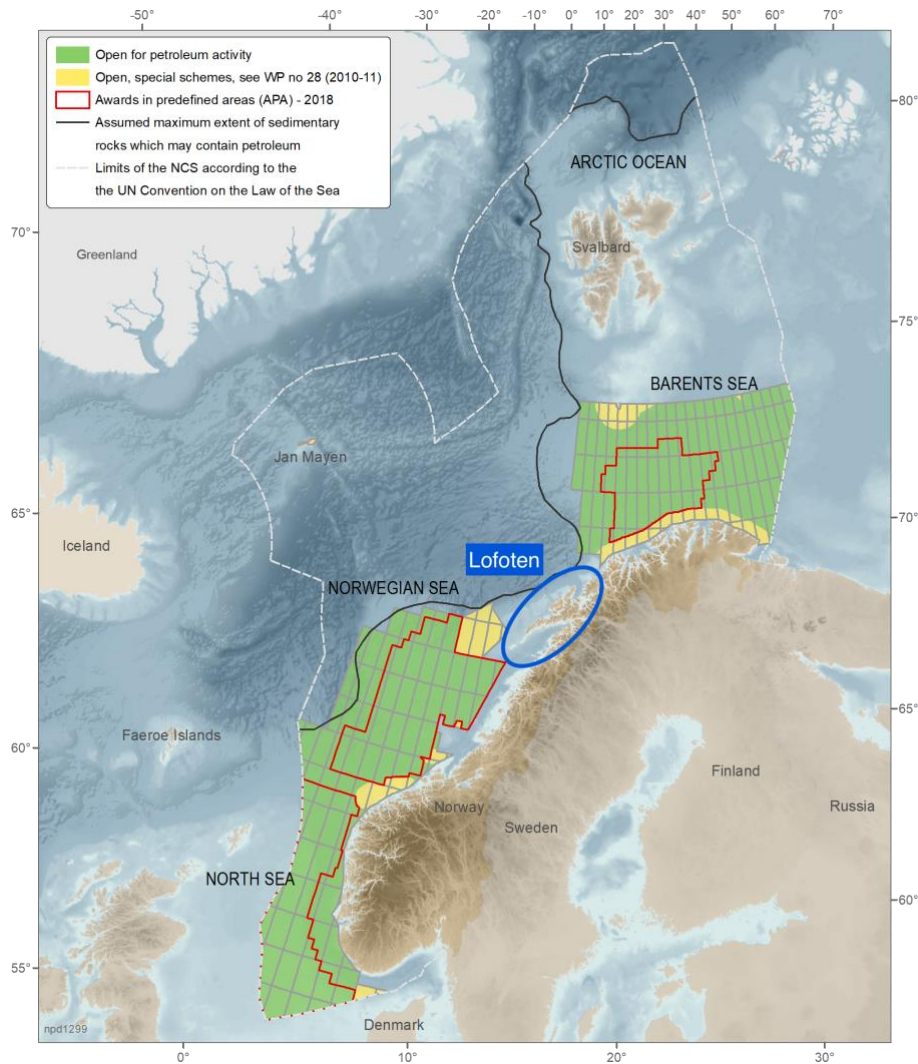 -50°
-40°
-30°
-20°
-10°
0°
10°
20°
30°
40°
50°
60°
70°
Open for petroleum activity
Open, special schemes, see WP no 28 (2010-11)
Awards in predefined areas (APA) - 2018
Assumed maximum extent of sedimentary
rocks which may contain petroleum
Limits of the NCS according to the
the UN Convention on the Law of the Sea
80°
ARCTIC OCEAN
70°
Greenland
Svalbard
75°
BARENTS SEA
Jan Mayen
65°
70°
Iceland
Lofoten
NORWEGIAN SEA
65°
Faeroe Islands
60°
Finland
Norway
Russia
Sweden
NORTH SEA
60°
55°
Denmark
npd1299
0°
10°
20°
30°